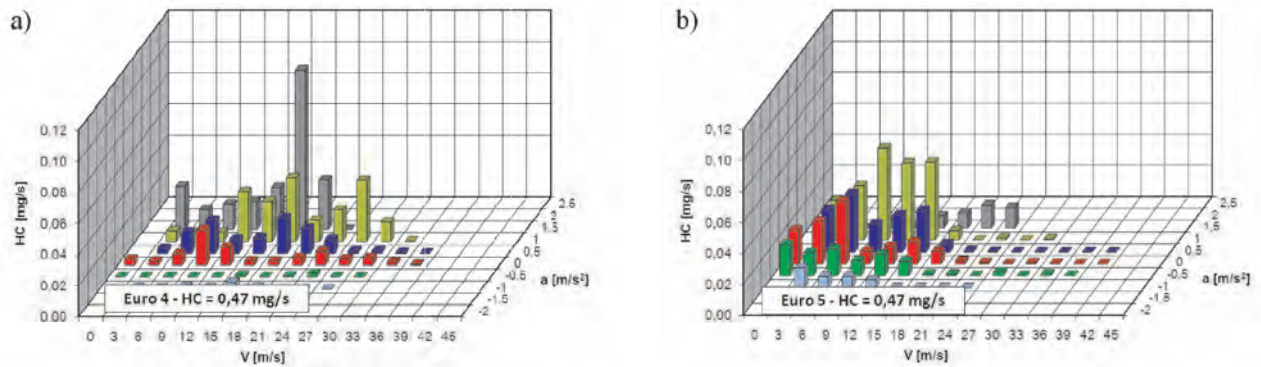 a)
HC [mg/s]
0.12
0.10
0.08
0.06
0.04
0.02
0.00
Euro 4 - HC = 0,47 mg/s
0 3 6 9 12 15 18 21 24 27 30 33 36 39 42 45
V [m/s]
2.5
2
1.5
1
0.5
0
-0.5
-1
-1.5
-2
a [m/s²]
b)
HC [mg/s]
0,12
0,10
0,08
0,06
0,04
0,02
0,00
Euro 5 - HC = 0,47 mg/s
0 3 6 9 12 15 18 21 24 27 30 33 36 39 42 45
V [m/s]
2.5
2
1.5
1
0.5
0
-0.5
-1
-1.5
-2
a [m/s²]